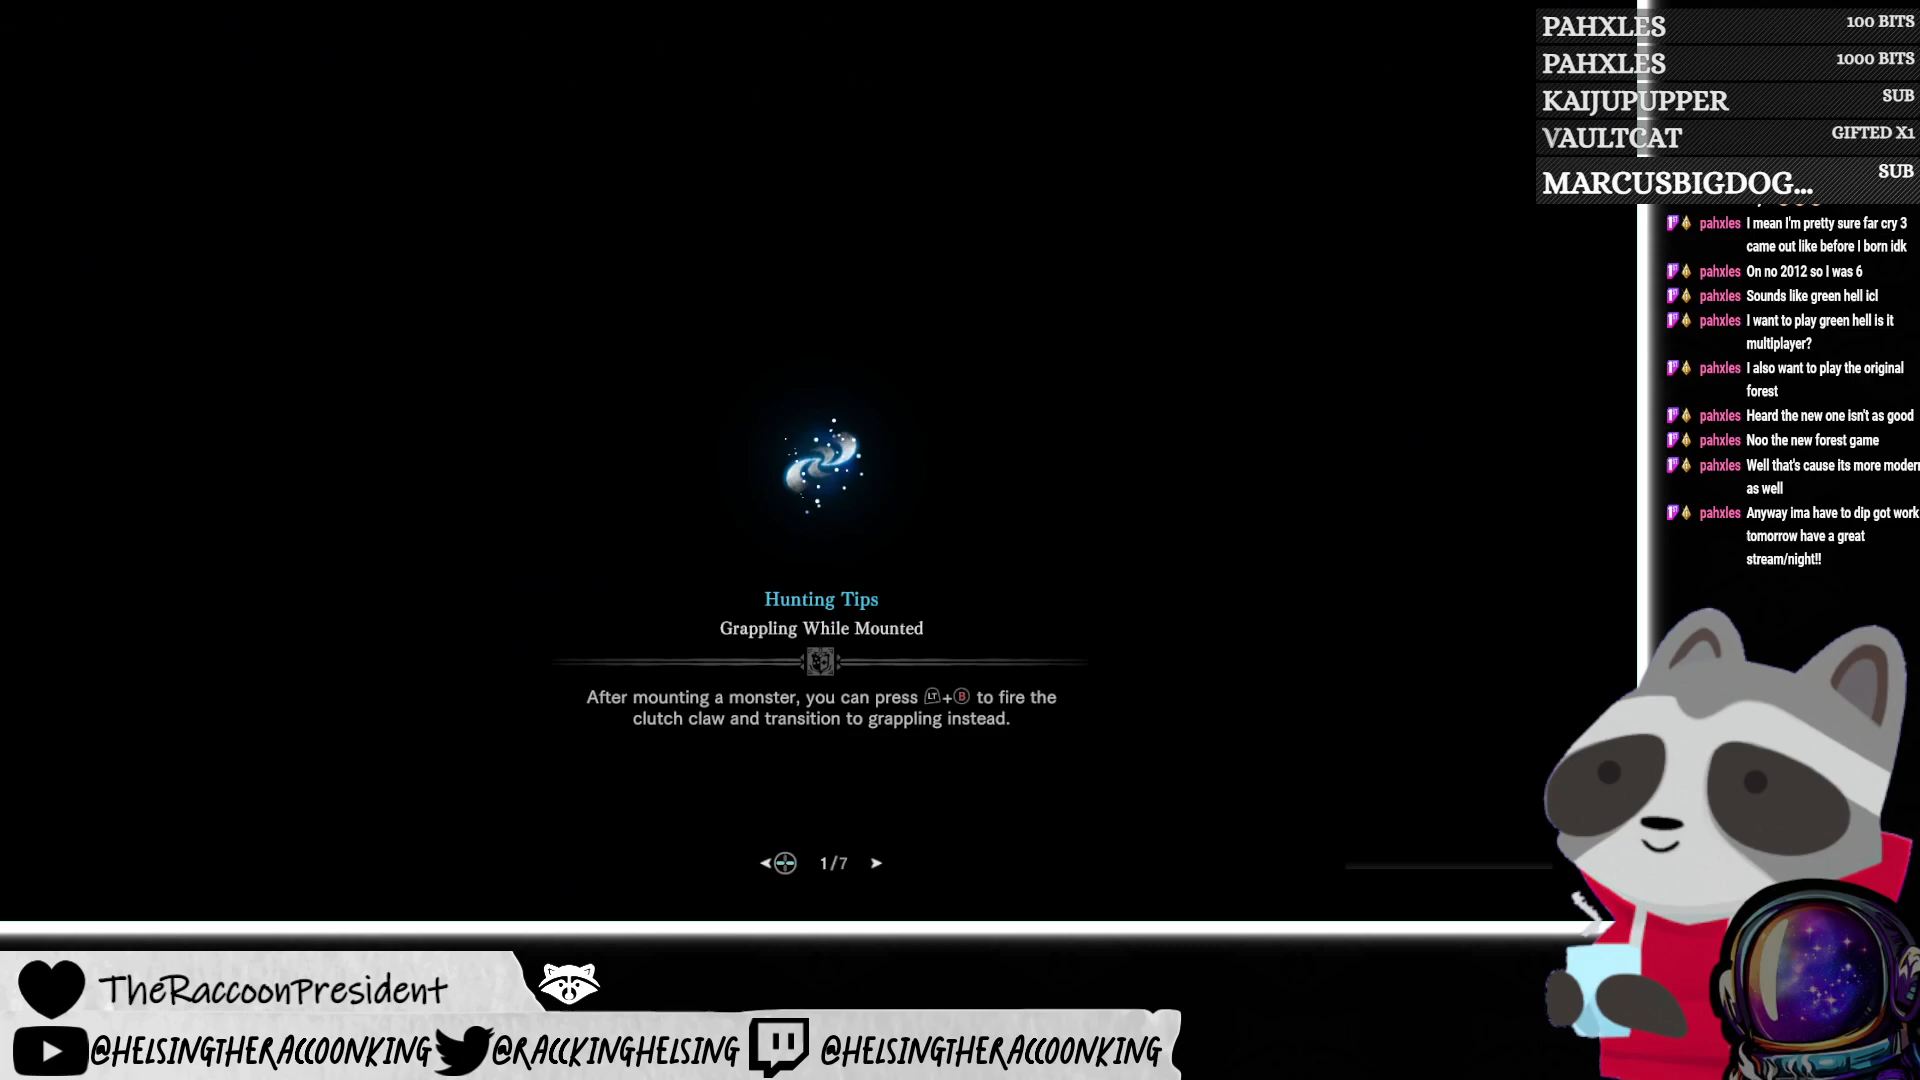 PAHXLES 100 BITS
PAHXLES 1000 BITS
KAIJUPUPPER SUB
VAULTCAT GIFTED X1
MARCUSBIGDOG... SUB
pahxles I mean I'm pretty sure far cry 3
came out like before I born idk
pahxles On no 2012 so I was 6
pahxles Sounds like green hell icl
pahxles I want to play green hell is it
multiplayer?
pahxles I also want to play the original
forest
pahxles Heard the new one isn't as good
pahxles Noo the new forest game
pahxles Well that's cause its more modern
as well
pahxles Anyway ima have to dip got work
tomorrow have a great
stream/night!!
Hunting Tips
Grappling While Mounted
After mounting a monster, you can press LT+B to fire the
clutch claw and transition to grappling instead.
1/7
TheRaccoonPresident
@HELSINGTHERACCOONKING @RACCKINGHELSING @HELSINGTHERACCOONKING